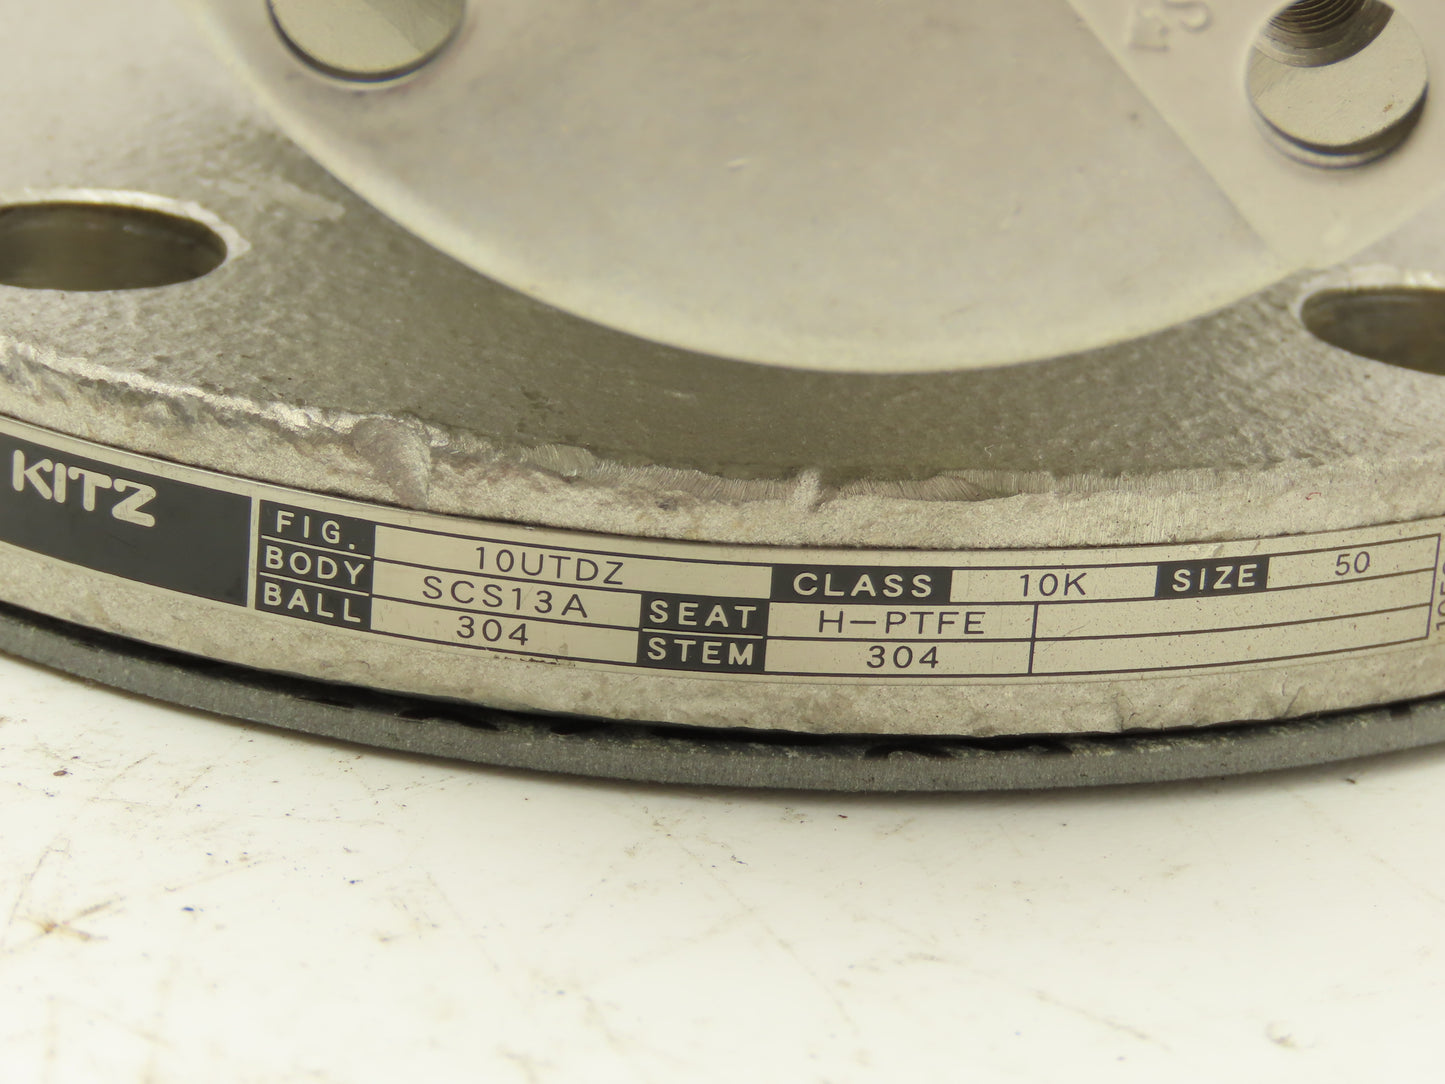 KITZ
FIG. 10UTDZ CLASS 10K SIZE 50
BODY SCS13A SEAT H-PTFE
BALL 304 STEM 304